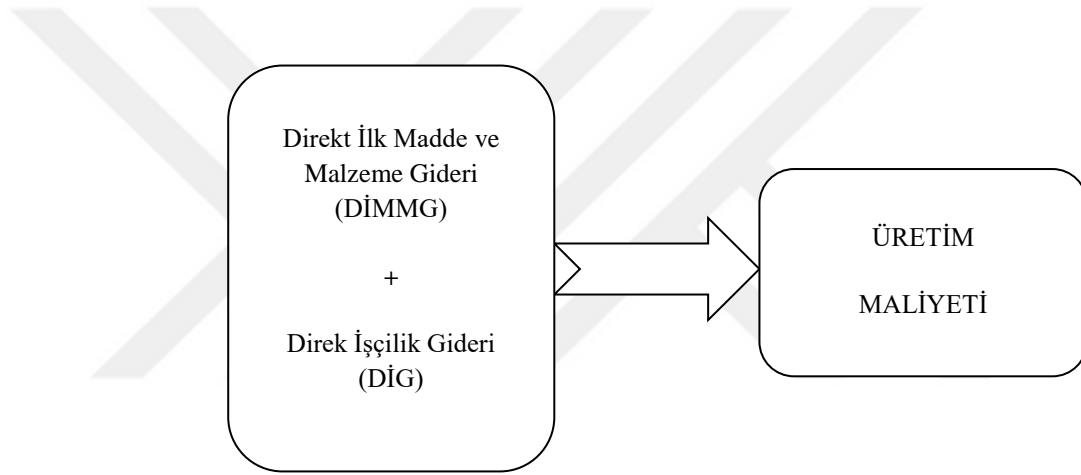 Direkt İlk Madde ve
Malzeme Gideri
(DİMMG)
+
Direk İşçilik Gideri
(DİG)
ÜRETİM
MALİYETİ